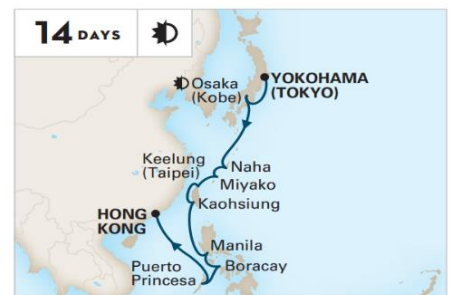 14 DAYS
YOKOHAMA
(TOKYO)
Osaka
(Kobe)
Keelung
(Taipei)
Naha
Miyako
Kaohsiung
HONG
KONG
Manila
Boracay
Puerto
Princesa